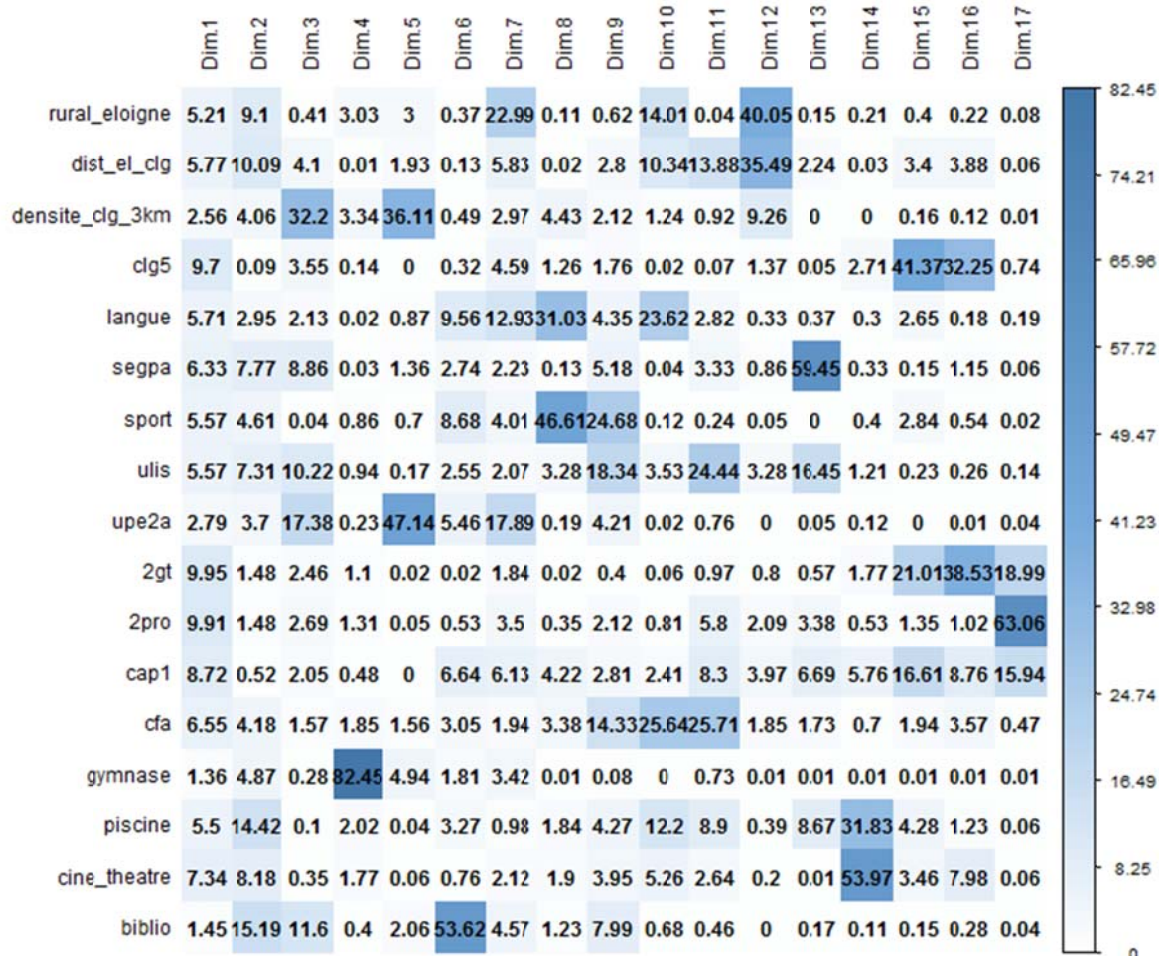 Dim.1 Dim.2 Dim.3 Dim.4 Dim.5 Dim.6 Dim.7 Dim.8 Dim.9 Dim.10 Dim.11 Dim.12 Dim.13 Dim.14 Dim.15 Dim.16 Dim.17
rural_eloigne 5.21 9.1 0.41 3.03 3 0.37 22.99 0.11 0.62 14.01 0.04 40.05 0.15 0.21 0.4 0.22 0.08
dist_el_clg 5.77 10.09 4.1 0.01 1.93 0.13 5.83 0.02 2.8 10.34 13.88 35.49 2.24 0.03 3.4 3.88 0.06
densite_clg_3km 2.56 4.06 32.2 3.34 36.11 0.49 2.97 4.43 2.12 1.24 0.92 9.26 0 0 0.16 0.12 0.01
clg5 9.7 0.09 3.55 0.14 0 0.32 4.59 1.26 1.76 0.02 0.07 1.37 0.05 2.71 41.37 32.25 0.74
langue 5.71 2.95 2.13 0.02 0.87 9.56 12.93 31.03 4.35 23.62 2.82 0.33 0.37 0.3 2.65 0.18 0.19
segpa 6.33 7.77 8.86 0.03 1.36 2.74 2.23 0.13 5.18 0.04 3.33 0.86 59.45 0.33 0.15 1.15 0.06
sport 5.57 4.61 0.04 0.86 0.7 8.68 4.01 46.61 24.68 0.12 0.24 0.05 0 0.4 2.84 0.54 0.02
ulis 5.57 7.31 10.22 0.94 0.17 2.55 2.07 3.28 18.34 3.53 24.44 3.28 16.45 1.21 0.23 0.26 0.14
upe2a 2.79 3.7 17.38 0.23 47.14 5.46 17.89 0.19 4.21 0.02 0.76 0 0.05 0.12 0 0.01 0.04
2gt 9.95 1.48 2.46 1.1 0.02 0.02 1.84 0.02 0.4 0.06 0.97 0.8 0.57 1.77 21.01 38.53 18.99
2pro 9.91 1.48 2.69 1.31 0.05 0.53 3.5 0.35 2.12 0.81 5.8 2.09 3.38 0.53 1.35 1.02 63.06
cap1 8.72 0.52 2.05 0.48 0 6.64 6.13 4.22 2.81 2.41 8.3 3.97 6.69 5.76 16.61 8.76 15.94
cfa 6.55 4.18 1.57 1.85 1.56 3.05 1.94 3.38 14.33 25.64 25.71 1.85 1.73 0.7 1.94 3.57 0.47
gymnase 1.36 4.87 0.28 82.45 4.94 1.81 3.42 0.01 0.08 0 0.73 0.01 0.01 0.01 0.01 0.01 0.01
piscine 5.5 14.42 0.1 2.02 0.04 3.27 0.98 1.84 4.27 12.2 8.9 0.39 8.67 31.83 4.28 1.23 0.06
cine_theatre 7.34 8.18 0.35 1.77 0.06 0.76 2.12 1.9 3.95 5.26 2.64 0.2 0.01 53.97 3.46 7.98 0.06
biblio 1.45 15.19 11.6 0.4 2.06 53.62 4.57 1.23 7.99 0.68 0.46 0 0.17 0.11 0.15 0.28 0.04
82.45
74.21
65.96
57.72
49.47
41.23
32.98
24.74
16.49
8.25
0